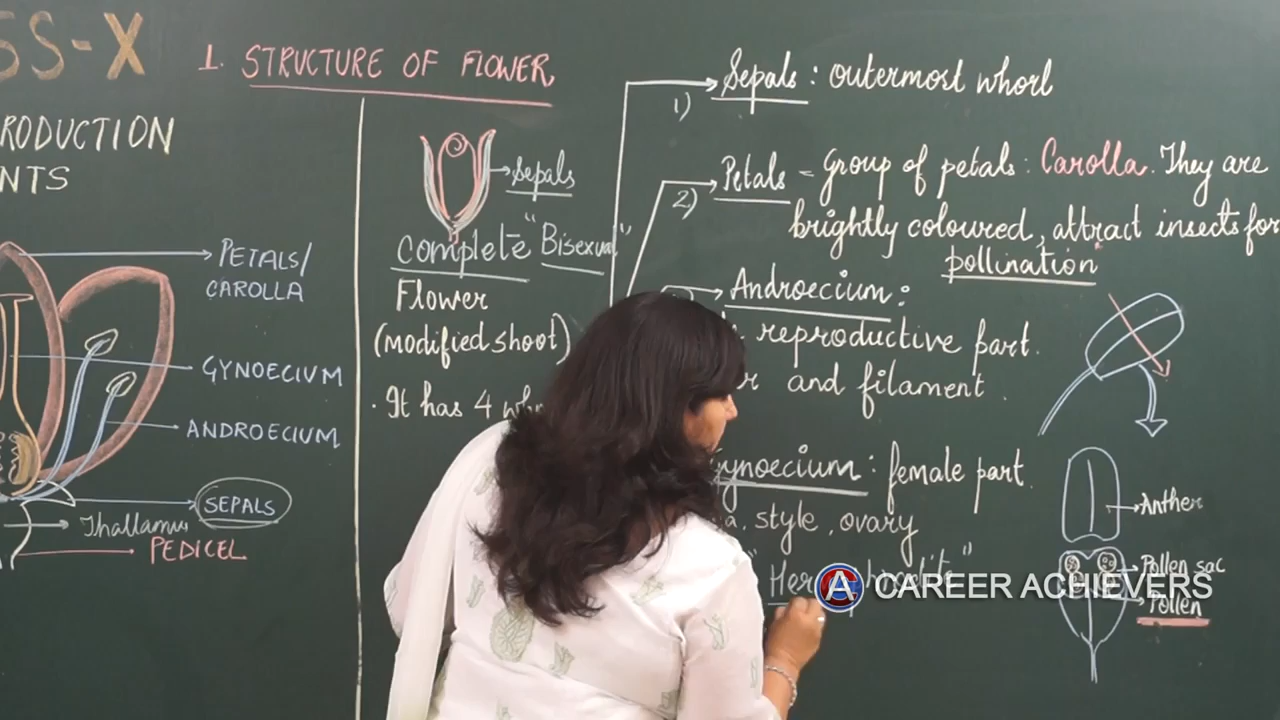 SS-X
1. STRUCTURE OF FLOWER
RODUCTION
NTS
PETALS/
CAROLLA
GYNOECIUM
ANDROECIUM
SEPALS
Thallamus
PEDICEL
Sepals
Complete "Bisexual"
Flower
(modified shoot)
. It has 4
1) Sepals : outermost whorl
2) Petals = Group of petals : Carolla. They are
brightly coloured, attract insects for
pollination
Androecium :
reproductive part.
and filament .
Gynoecium : female part.
style, ovary
Anther
Pollen sac
Pollen
CAREER ACHIEVERS